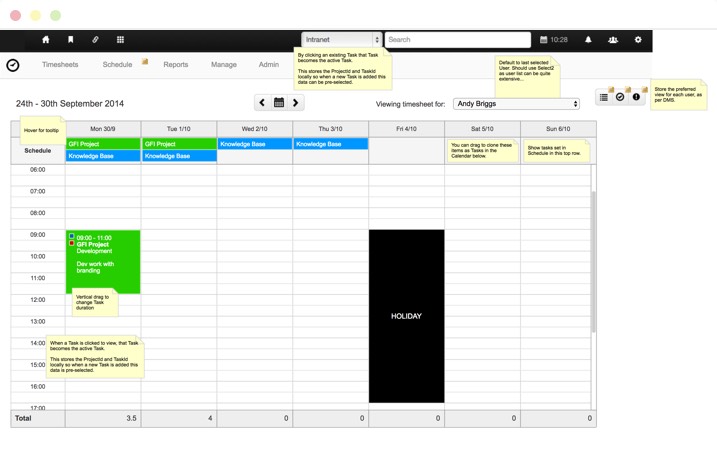 Intranet
Search
10:28
Timesheets
Schedule
Reports
Manage
Admin
By clicking an existing Task that Task
becomes the active Task.
This stores the ProjectId and TaskId
locally so when a new Task is added this
data can be pre-selected.
Default to last selected
User. Should use Select2
as user list can be quite
extensive...
Store the preferred
view for each user, as
per DMS.
24th - 30th September 2014
Viewing timesheet for:
Andy Briggs
Hover for tooltip
Mon 30/9
Tue 1/10
Wed 2/10
Thu 3/10
Fri 4/10
Sat 5/10
Sun 6/10
Schedule
GFI Project
GFI Project
Knowledge Base
Knowledge Base
Knowledge Base
Knowledge Base
You can drag to clone these
items as Tasks in the
Calendar below.
Show tasks set in
Schedule in this top row.
06:00
07:00
08:00
09:00
10:00
11:00
12:00
13:00
14:00
15:00
16:00
17:00
09:00 - 11:00
GFI Project
Development
Dev work with
branding
Vertical drag to
change Task
duration
HOLIDAY
When a Task is clicked to view, that Task
becomes the active Task.
This stores the ProjectId and TaskId
locally so when a new Task is added this
data is pre-selected.
Total
3.5
4
0
0
0
0
0